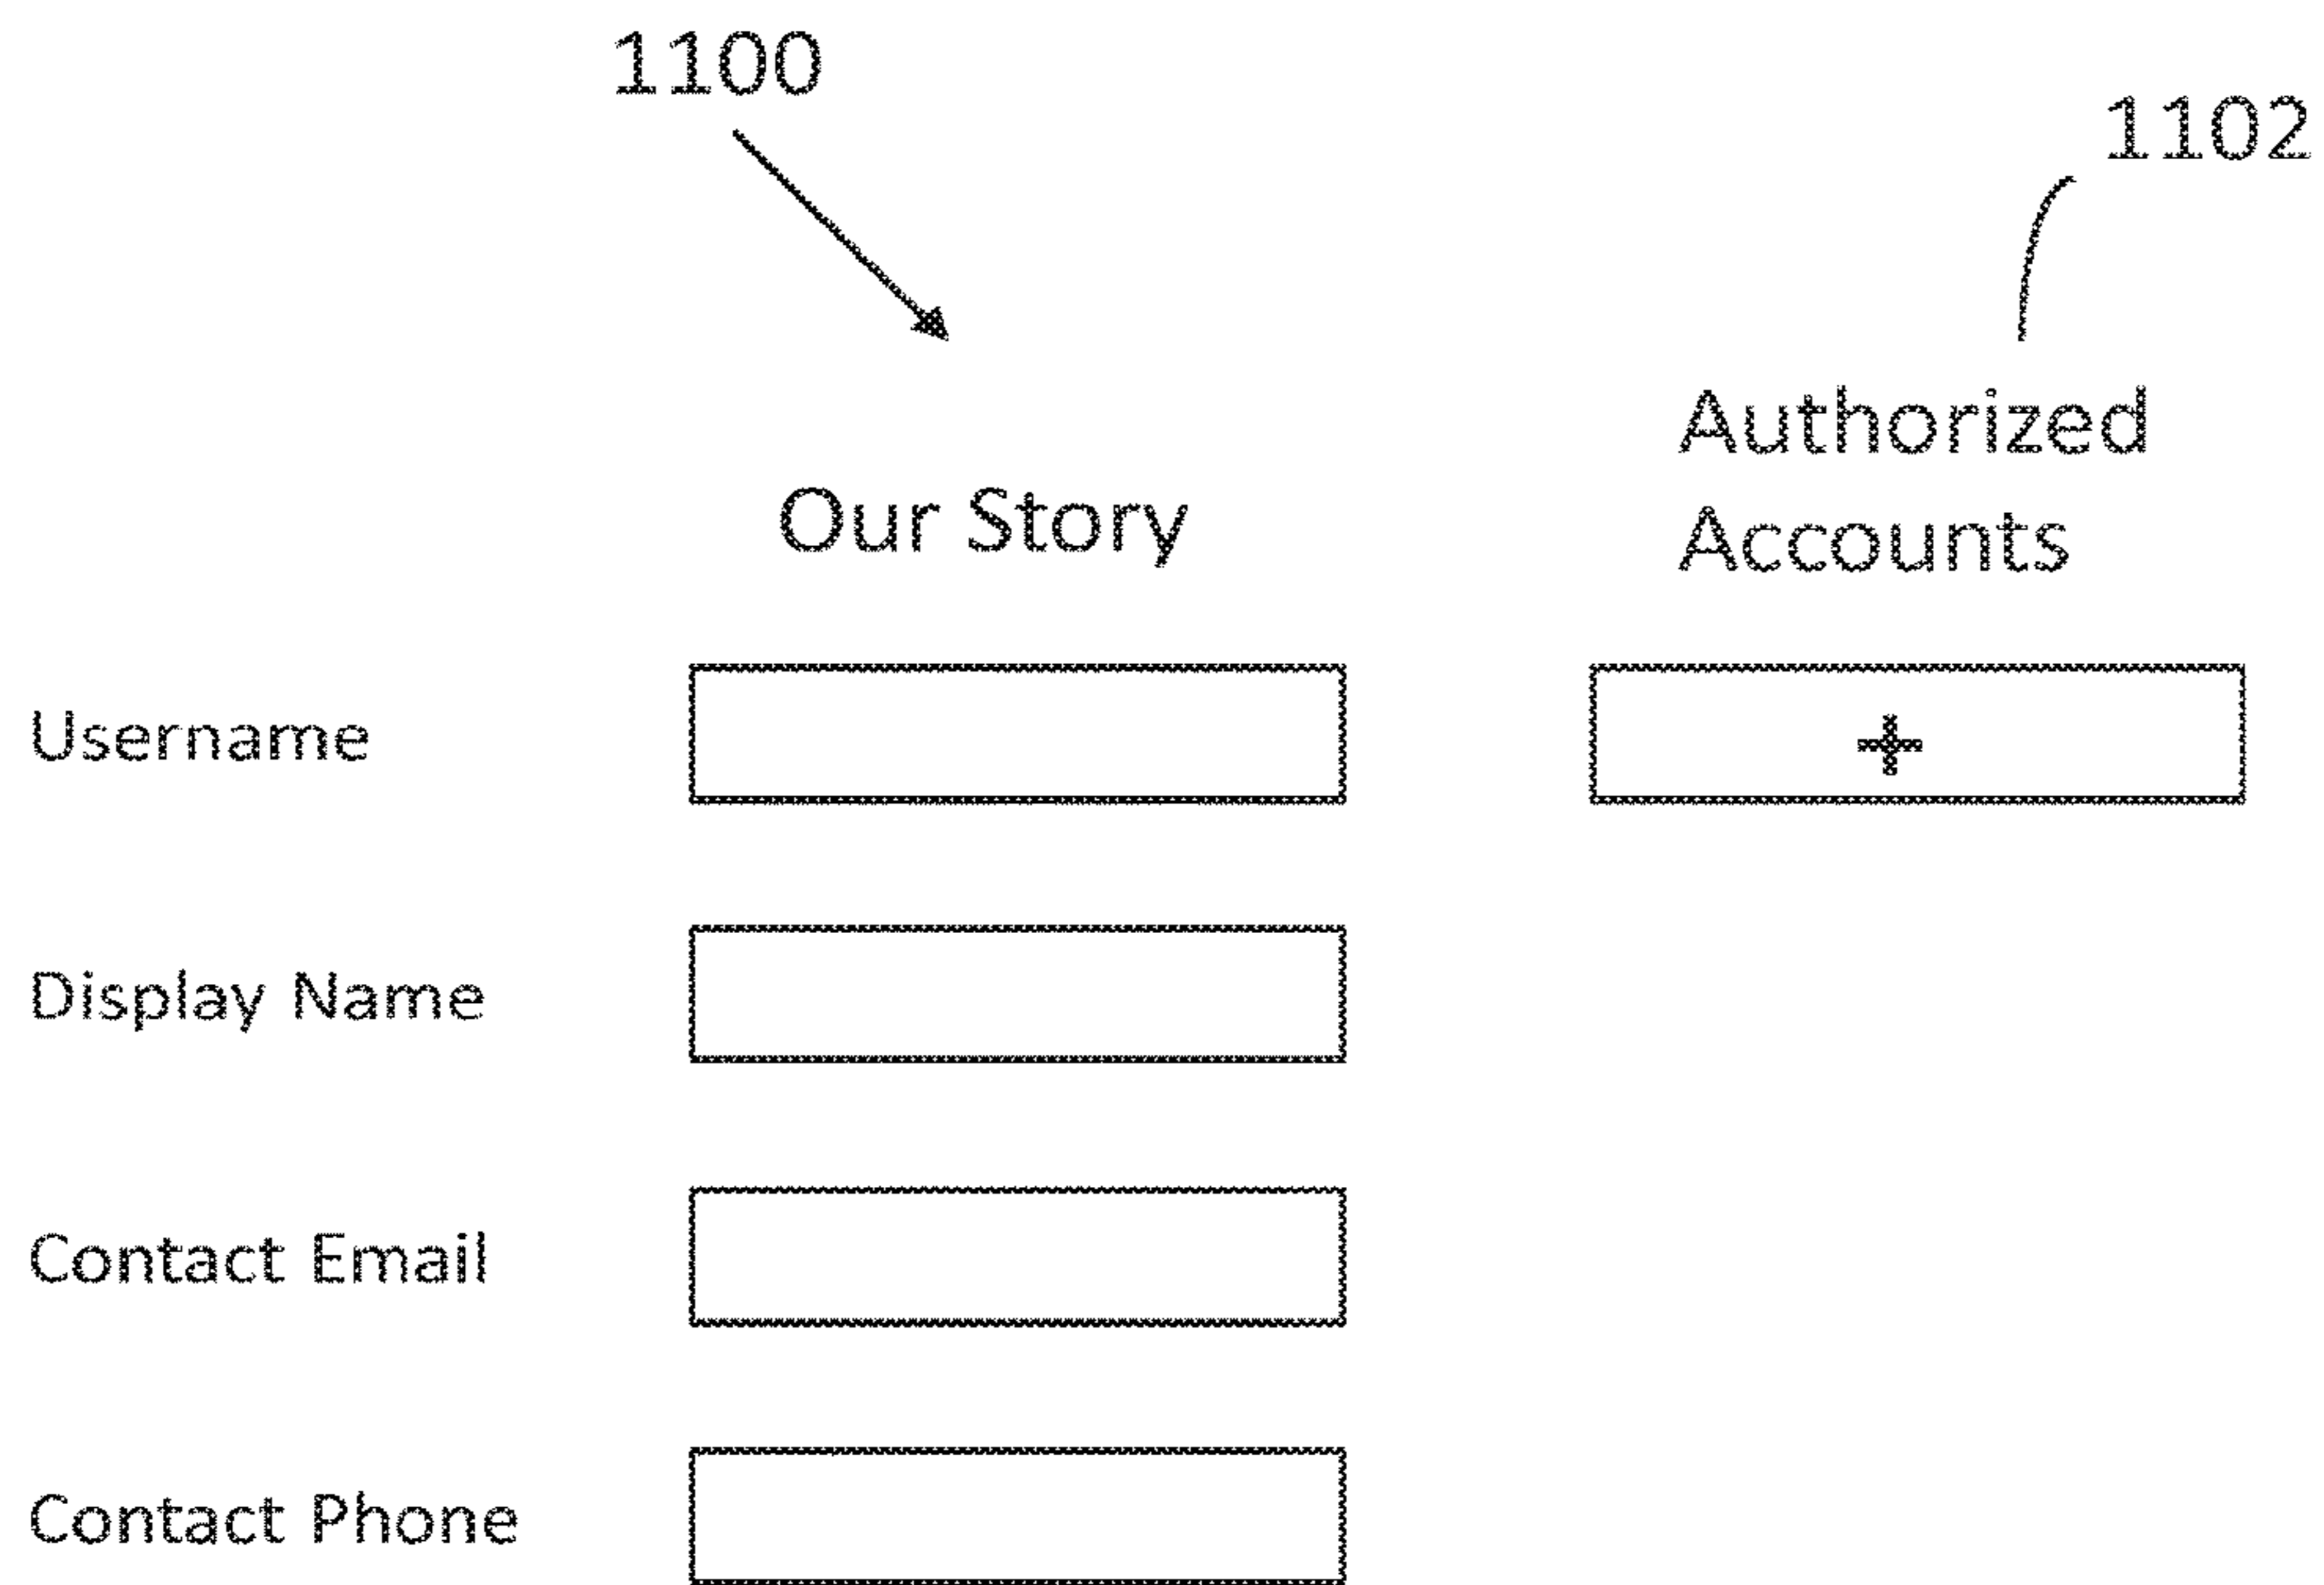 1100
1102
Authorized
Accounts
Our Story
Username
+
Display Name
Contact Email
Contact Phone